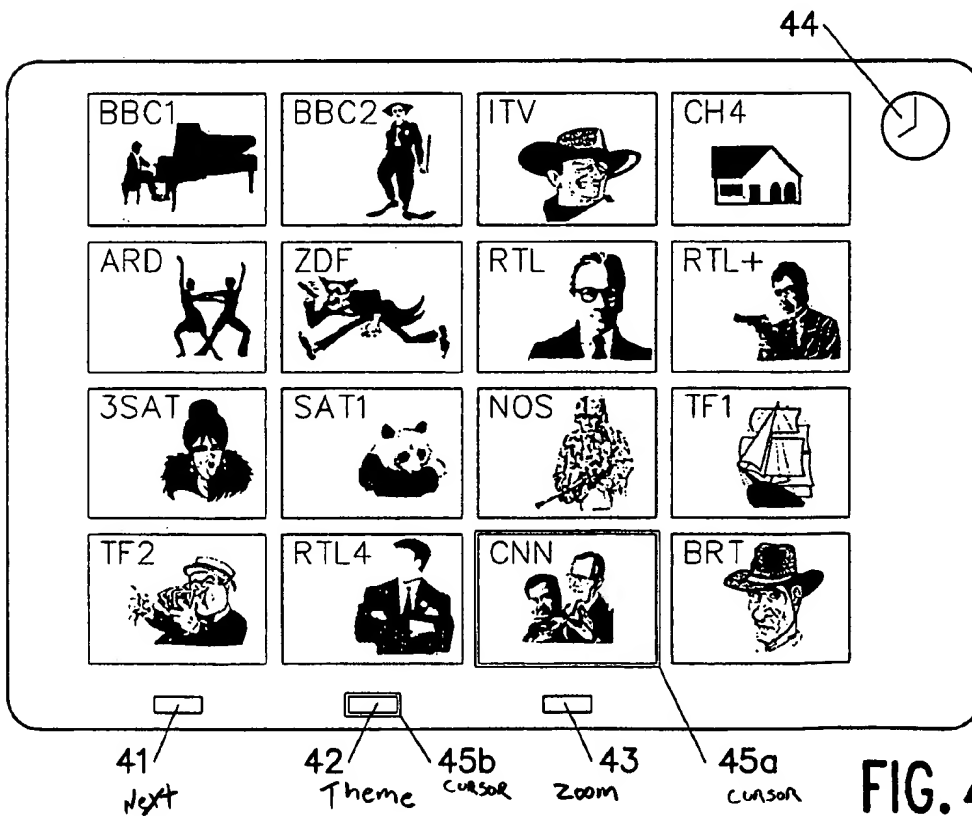 44
BBC1 BBC2 ITV CH4
ARD ZDF RTL RTL+
3SAT SAT1 NOS TF1
TF2 RTL4 CNN BRT
41 42 45b 43 45a
Next Theme cursor zoom cursor
FIG. 4